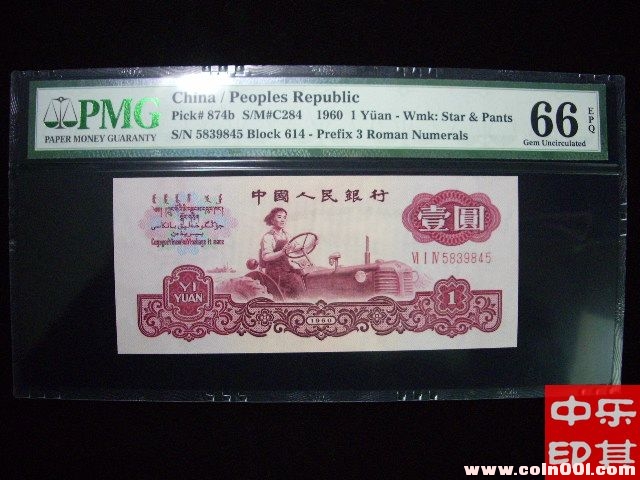 PMG
PAPER MONEY GUARANTY
China / Peoples Republic
Pick# 874b S/M#C284 1960 1 Yüan - Wmk: Star & Pants
S/N 5839845 Block 614 - Prefix 3 Roman Numerals
66 EPQ
Gem Uncirculated
中國人民銀行
壹圓
VI I IV 5839845
YI
YUAN
1960
1
中乐
印其
www.coin001.com